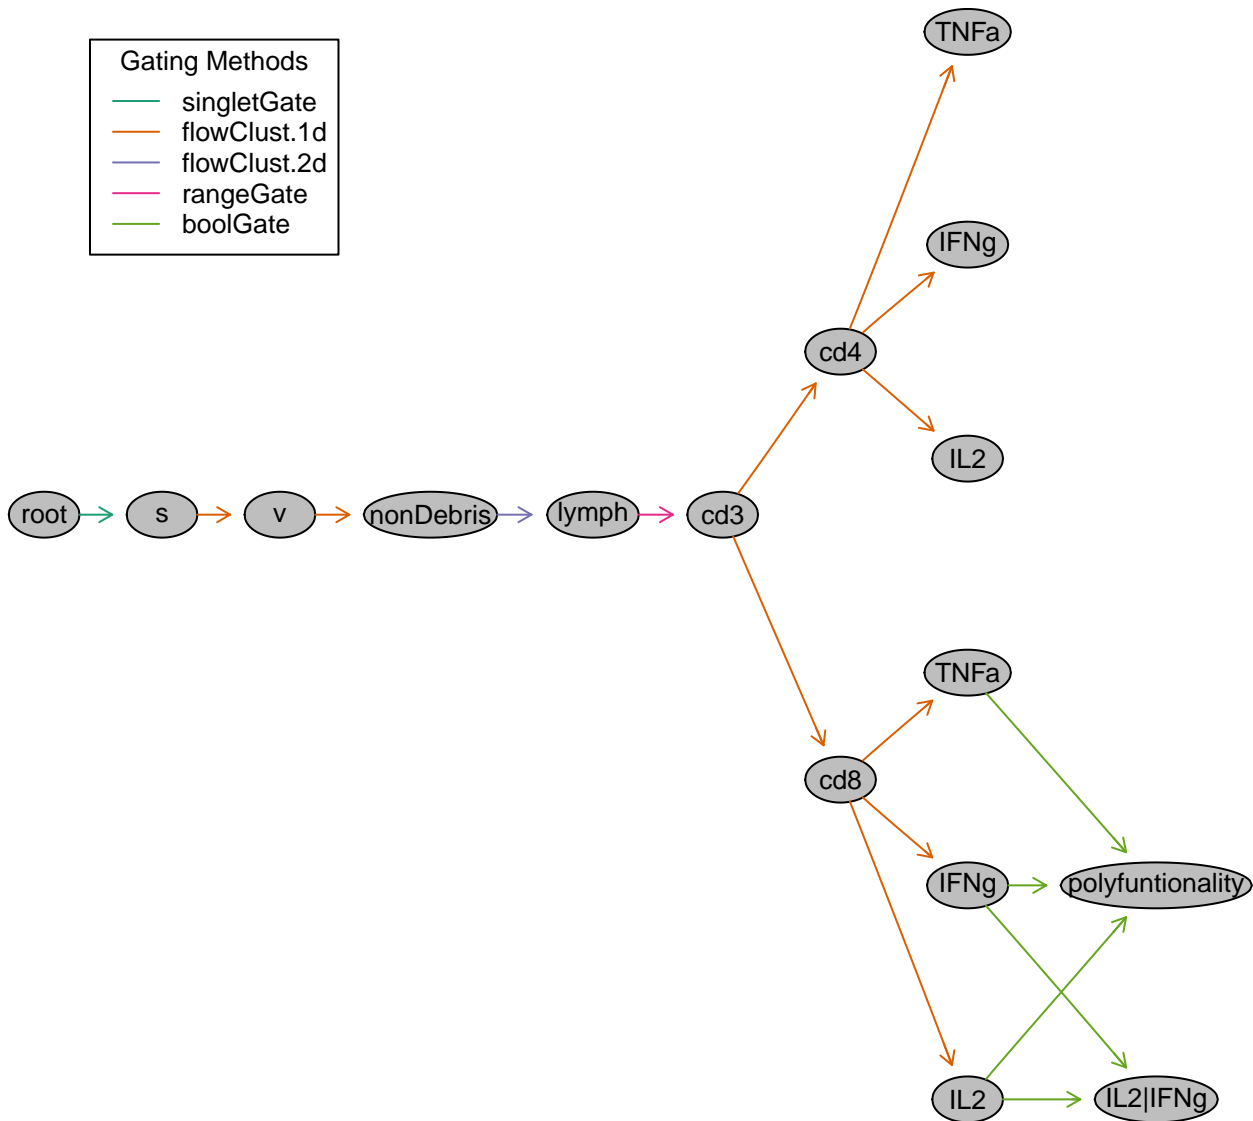 Gating Methods
singletGate
flowClust.1d
flowClust.2d
rangeGate
boolGate
TNFa
IFNg
cd4
IL2
root
s
v
nonDebris
lymph
cd3
TNFa
cd8
IFNg
polyfuntionality
IL2
IL2|IFNg